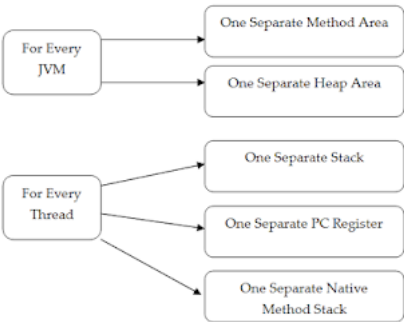 For Every
JVM
One Separate Method Area
One Separate Heap Area
For Every
Thread
One Separate Stack
One Separate PC Register
One Separate Native
Method Stack